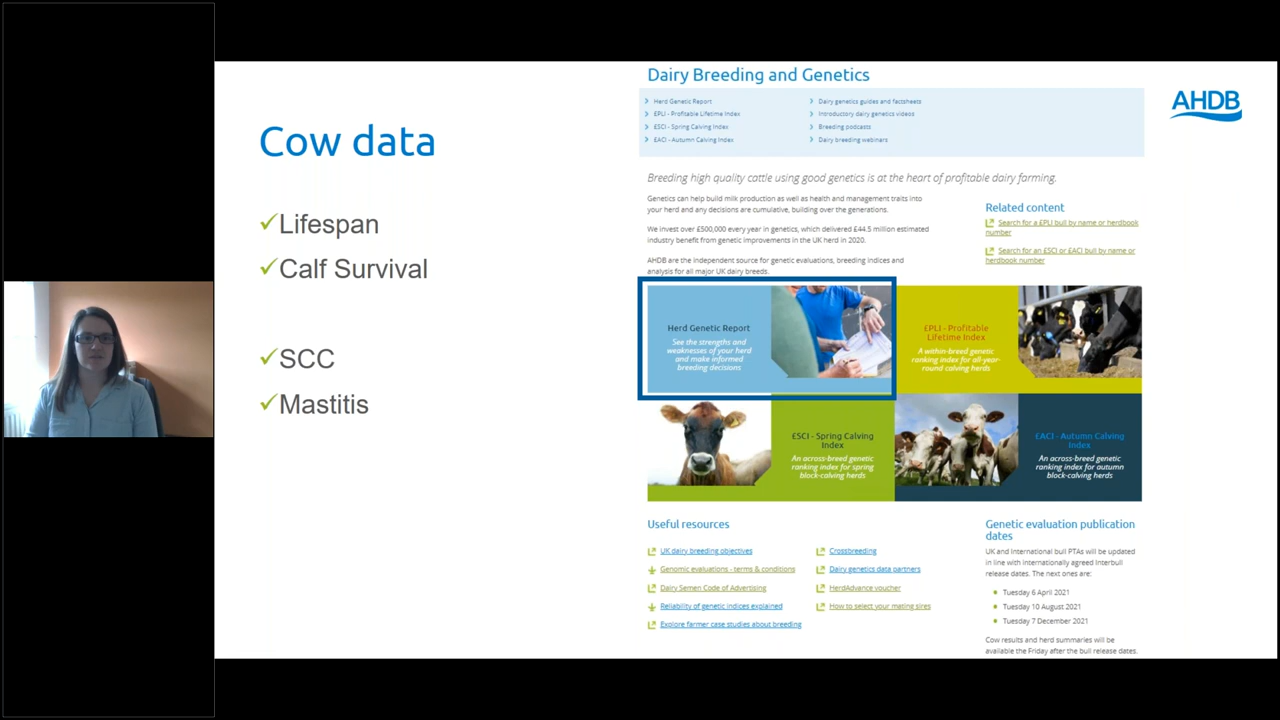 Cow data
Lifespan
Calf Survival
SCC
Mastitis
Dairy Breeding and Genetics
Herd Genetic Report
£PLI - Profitable Lifetime Index
£SCI - Spring Calving Index
£ACI - Autumn Calving Index
Dairy genetics guides and factsheets
Introductory dairy genetics videos
Breeding podcasts
Dairy breeding webinars
AHDB
Breeding high quality cattle using good genetics is at the heart of profitable dairy farming.
Genetics can help build milk production as well as health and management traits into
your herd and any decisions are cumulative, building over the generations.
We invest over £500,000 every year in genetics, which delivered £44.5 million estimated
industry benefit from genetic improvements in the UK herd in 2020.
AHDB are the independent source for genetic evaluations, breeding indices and
analysis for all major UK dairy breeds.
Related content
Search for a £PLI bull by name or herdbook
number
Search for an £SCI or £ACI bull by name or
herdbook number
Herd Genetic Report
See the strengths and
weaknesses of your herd
and make informed
breeding decisions
£PLI - Profitable
Lifetime Index
A within-breed genetic
ranking index for all-year-
round calving herds
£SCI - Spring Calving
Index
An across-breed genetic
ranking index for spring
block-calving herds
£ACI - Autumn Calving
Index
An across-breed genetic
ranking index for autumn
block-calving herds
Useful resources
UK dairy breeding objectives
Genomic evaluations - terms & conditions
Dairy Semen Code of Advertising
Reliability of genetic indices explained
Explore farmer case studies about breeding
Crossbreeding
Dairy genetics data partners
HerdAdvance voucher
How to select your mating sires
Genetic evaluation publication
dates
UK and International bull PTAs will be updated
in line with internationally agreed Interbull
release dates. The next ones are:
Tuesday 6 April 2021
Tuesday 10 August 2021
Tuesday 7 December 2021
Cow results and herd summaries will be
available the Friday after the bull release dates.